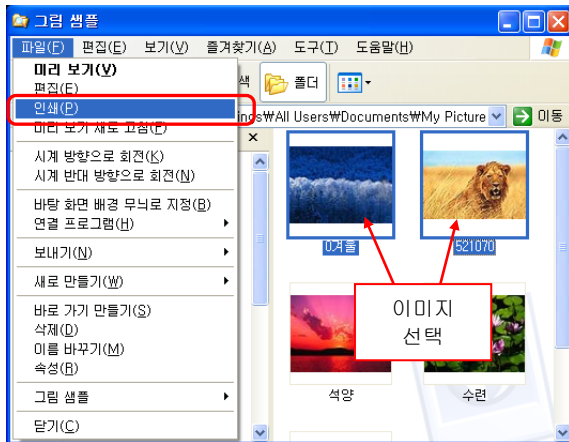 그림 샘플
파일(F) 편집(E) 보기(V) 즐겨찾기(A) 도구(T) 도움말(H)
색 폴더
ings₩All Users₩Documents₩My Picture 이동
미리 보기(V)
편집(E)
인쇄(P)
미리 보기 새로 고침(F)
시계 방향으로 회전(K)
시계 반대 방향으로 회전(N)
바탕 화면 배경 무늬로 지정(B)
연결 프로그램(H)
보내기(N)
새로 만들기(W)
바로 가기 만들기(S)
삭제(D)
이름 바꾸기(M)
속성(R)
그림 샘플
닫기(C)
0겨울 521070
이미지
선택
석양 수련